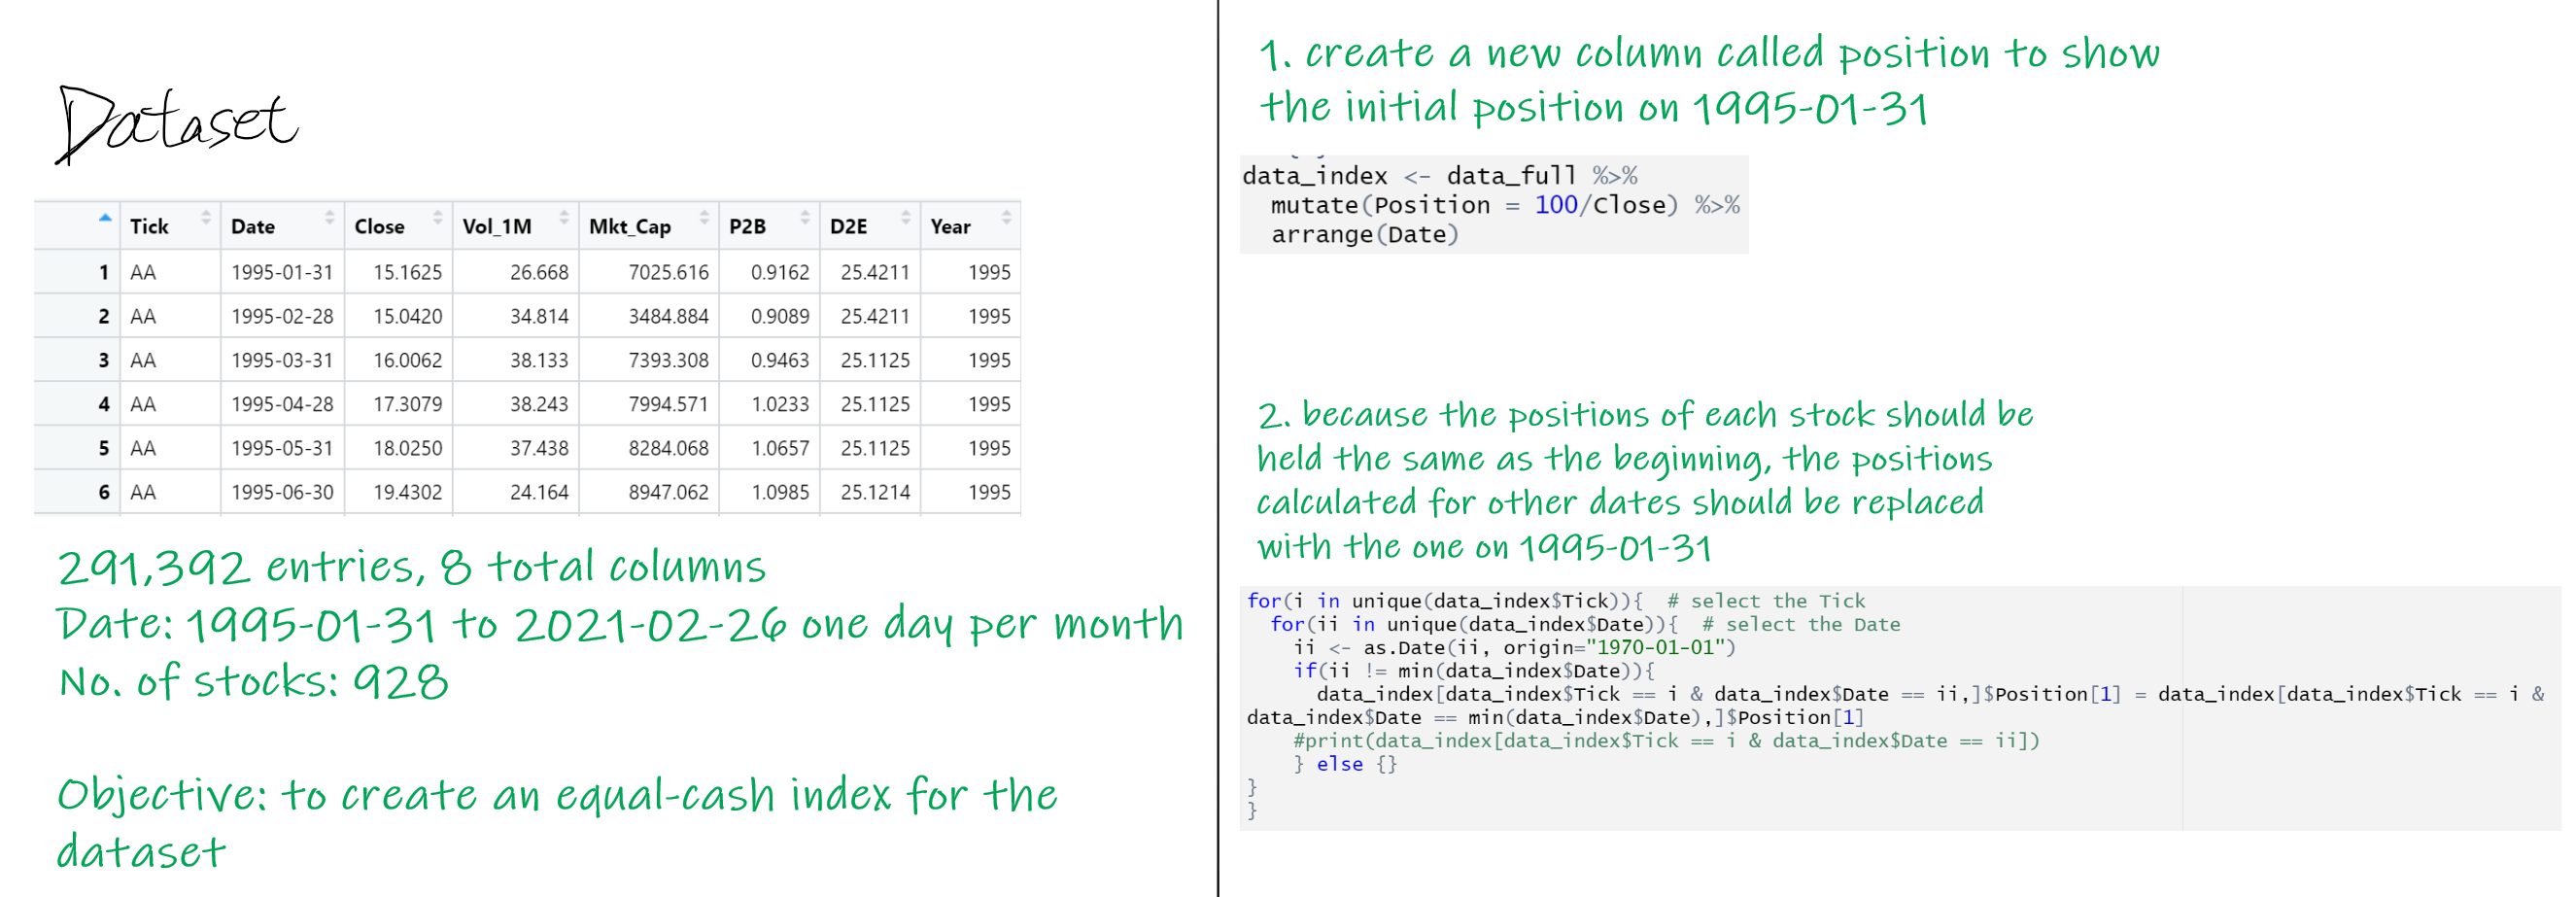 Dataset
Tick Date Close Vol_1M Mkt_Cap P2B D2E Year
1 AA 1995-01-31 15.1625 26.668 7025.616 0.9162 25.4211 1995
2 AA 1995-02-28 15.0420 34.814 3484.884 0.9089 25.4211 1995
3 AA 1995-03-31 16.0062 38.133 7393.308 0.9463 25.1125 1995
4 AA 1995-04-28 17.3079 38.243 7994.571 1.0233 25.1125 1995
5 AA 1995-05-31 18.0250 37.438 8284.068 1.0657 25.1125 1995
6 AA 1995-06-30 19.4302 24.164 8947.062 1.0985 25.1214 1995
291,392 entries, 8 total columns
Date: 1995-01-31 to 2021-02-26 one day per month
No. of stocks: 928
Objective: to create an equal-cash index for the
dataset
1. create a new column called position to show
the initial position on 1995-01-31
data_index <- data_full %>%
  mutate(Position = 100/Close) %>%
  arrange(Date)
2. because the positions of each stock should be
held the same as the beginning, the positions
calculated for other dates should be replaced
with the one on 1995-01-31
for(i in unique(data_index$Tick)){  # select the Tick
  for(ii in unique(data_index$Date)){  # select the Date
    ii <- as.Date(ii, origin="1970-01-01")
    if(ii != min(data_index$Date)){
      data_index[data_index$Tick == i & data_index$Date == ii,]$Position[1] = data_index[data_index$Tick == i &
data_index$Date == min(data_index$Date),]$Position[1]
    #print(data_index[data_index$Tick == i & data_index$Date == ii])
    } else {}
}
}